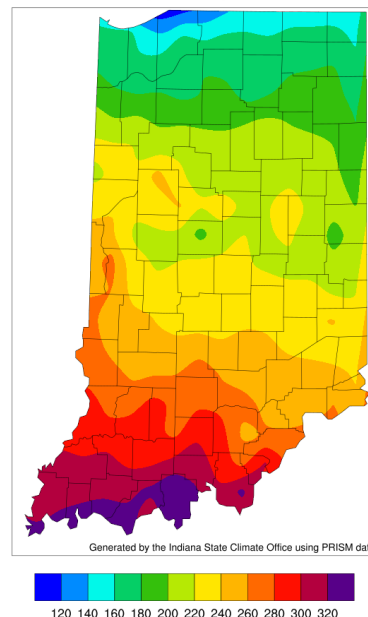 Generated by the Indiana State Climate Office using PRISM dat
120 140 160 180 200 220 240 260 280 300 320